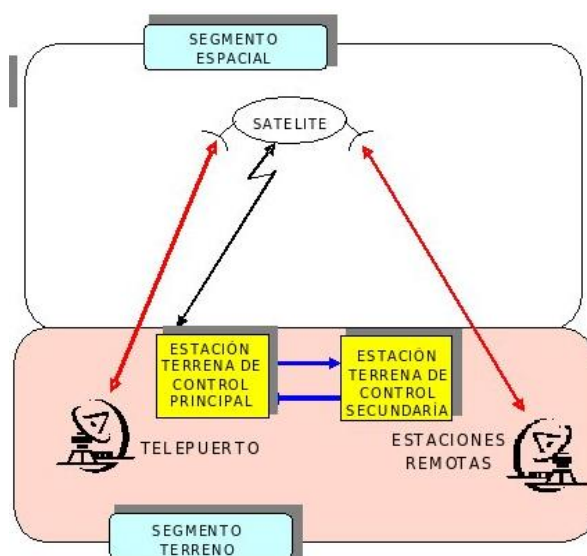 SEGMENTO
ESPACIAL
SATELITE
ESTACIÓN
TERRENA DE
CONTROL
PRINCIPAL
ESTACIÓN
TERRENA DE
CONTROL
SECUNDARÍA
TELEPUERTO
ESTACIONES
REMOTAS
SEGMENTO
TERRENO